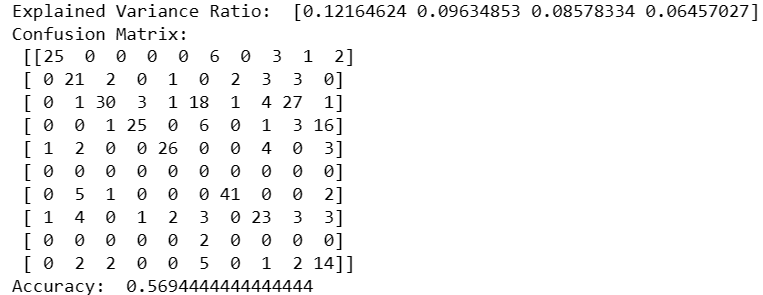 Explained Variance Ratio:  [0.12164624 0.09634853 0.08578334 0.06457027]
Confusion Matrix:
 [[25  0  0  0  0  6  0  3  1  2]
 [ 0 21  2  0  1  0  2  3  3  0]
 [ 0  1 30  3  1 18  1  4 27  1]
 [ 0  0  1 25  0  6  0  1  3 16]
 [ 1  2  0  0 26  0  0  4  0  3]
 [ 0  0  0  0  0  0  0  0  0  0]
 [ 0  5  1  0  0  0 41  0  0  2]
 [ 1  4  0  1  2  3  0 23  3  3]
 [ 0  0  0  0  0  2  0  0  0  0]
 [ 0  2  2  0  0  5  0  1  2 14]]
Accuracy:  0.5694444444444444